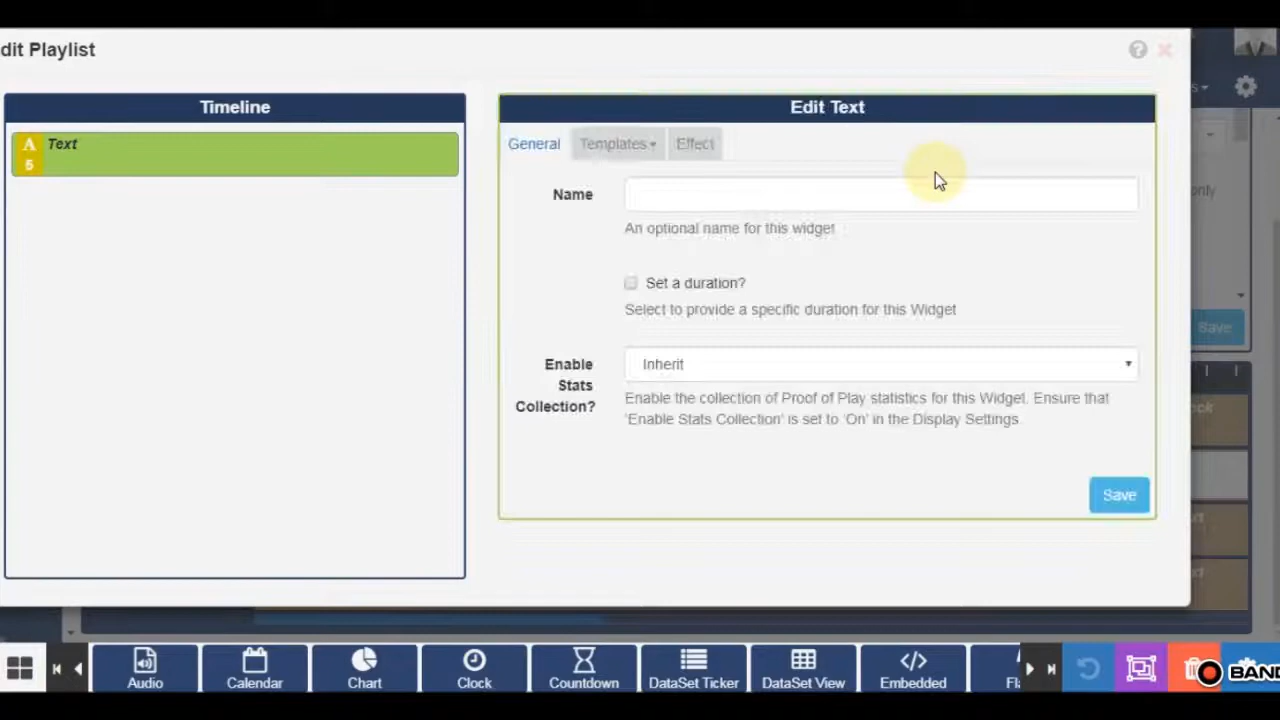 dit Playlist
Timeline
A
5
Text
Edit Text
General
Templates
Effect
Name
An optional name for this widget
Set a duration?
Select to provide a specific duration for this Widget
Enable
Stats
Collection?
Inherit
Enable the collection of Proof of Play statistics for this Widget. Ensure that
'Enable Stats Collection' is set to 'On' in the Display Settings
Save
only
Save
Audio
Calendar
Chart
Clock
Countdown
DataSet Ticker
DataSet View
Embedded